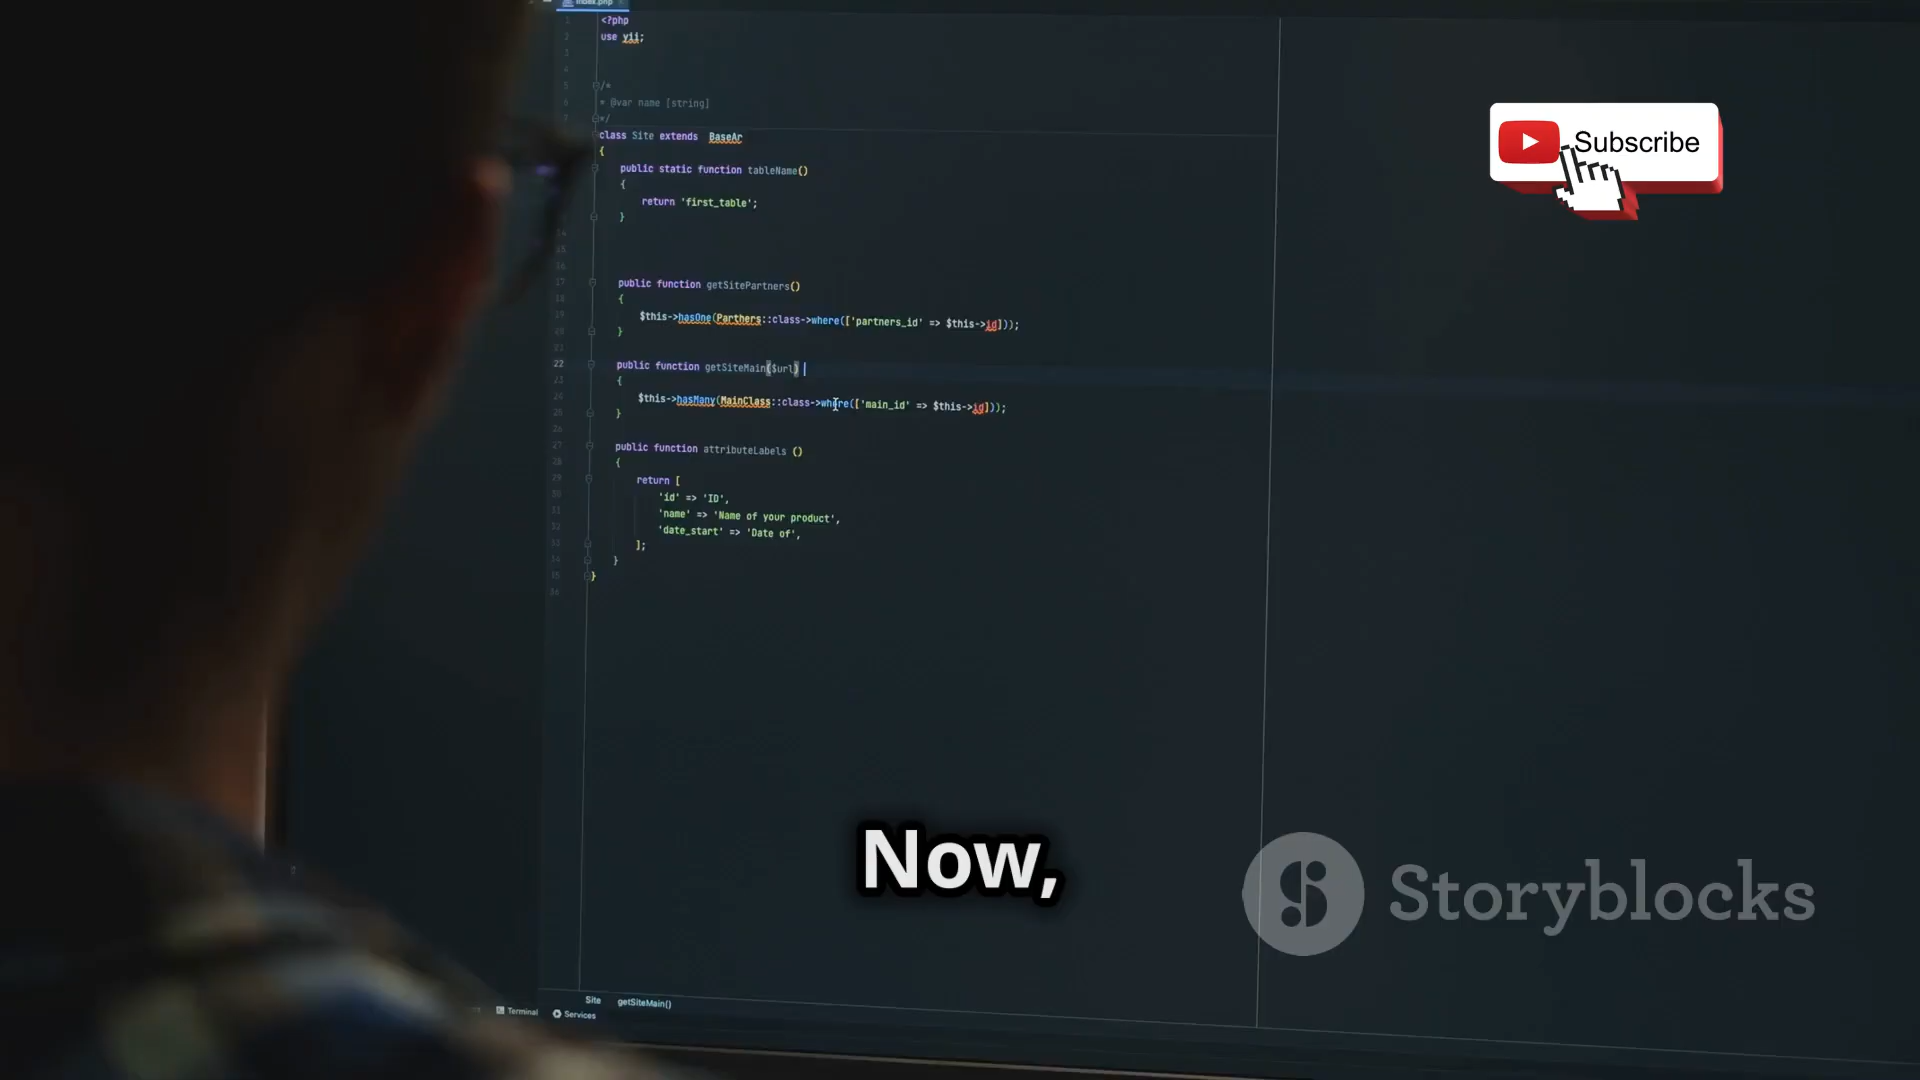 index.php
<?php
use yii;
/*
* @var name [string]
*/
class Site extends BaseAr
{
public static function tableName()
{
return 'first_table';
}
public function getSitePartners()
{
$this->hasOne(Parthers::class->where(['partners_id' => $this->id]));
}
22
public function getSiteMain($url)
{
$this->hasMany(MainClass::class->where(['main_id' => $this->id]));
}
public function attributeLabels ()
{
return [
'id' => 'ID',
'name' => 'Name of your product',
'date_start' => 'Date of',
];
}
}
Subscribe
Now,
Storyblocks
Site getSiteMain()
Terminal Services